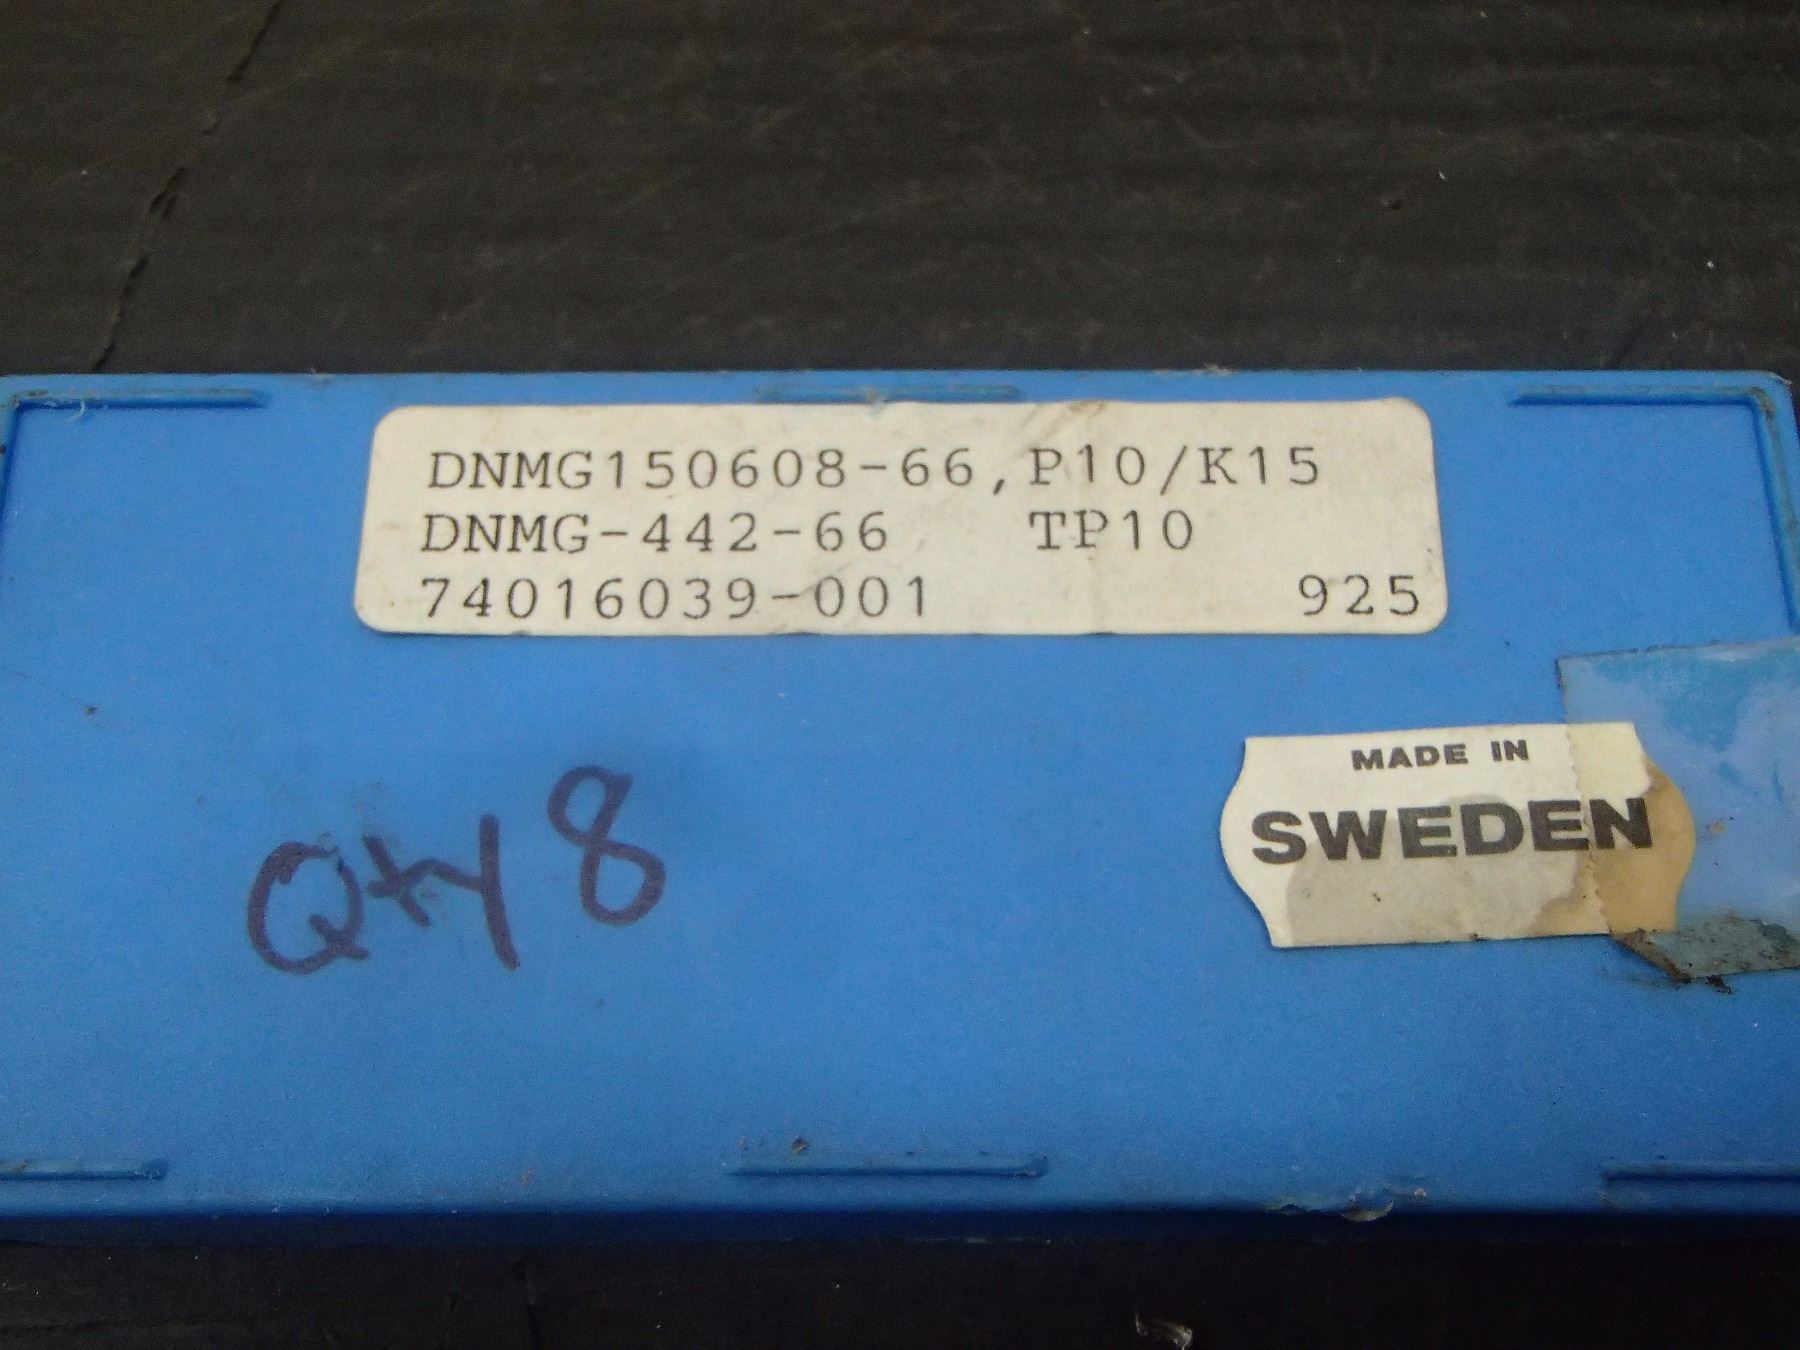 DNMG150608-66,P10/K15
DNMG-442-66 TP10
74016039-001 925
MADE IN
SWEDEN
Qty 8